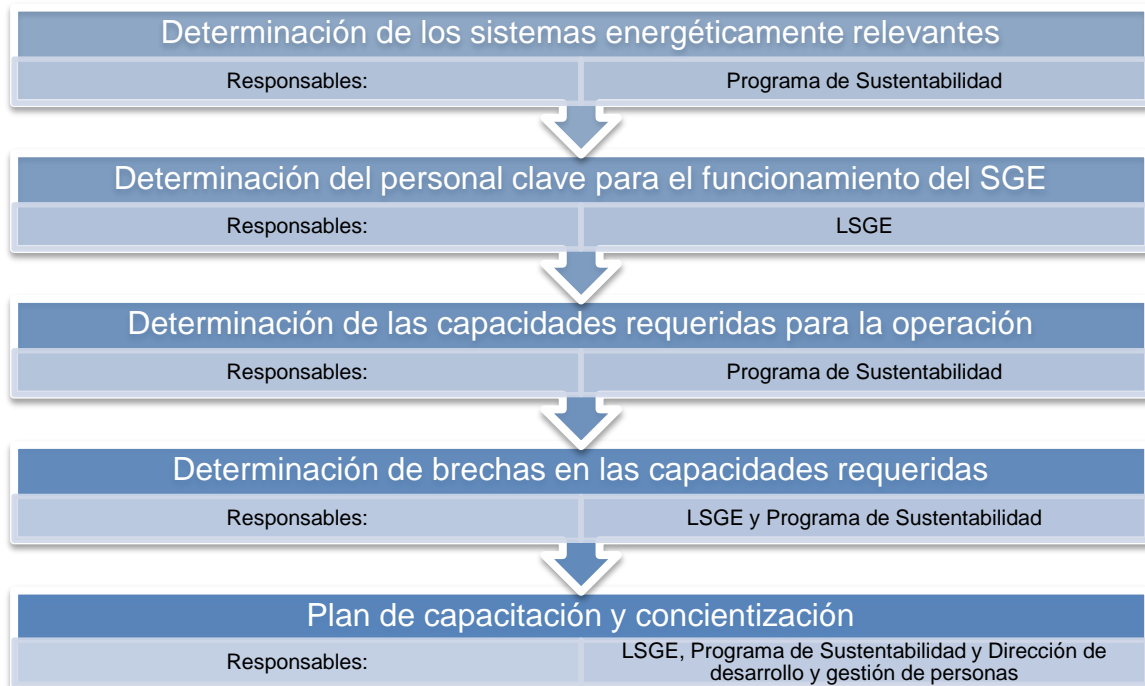 Determinación de los sistemas energéticamente relevantes
Responsables: Programa de Sustentabilidad
Determinación del personal clave para el funcionamiento del SGE
Responsables: LSGE
Determinación de las capacidades requeridas para la operación
Responsables: Programa de Sustentabilidad
Determinación de brechas en las capacidades requeridas
Responsables: LSGE y Programa de Sustentabilidad
Plan de capacitación y concientización
Responsables: LSGE, Programa de Sustentabilidad y Dirección de
desarrollo y gestión de personas